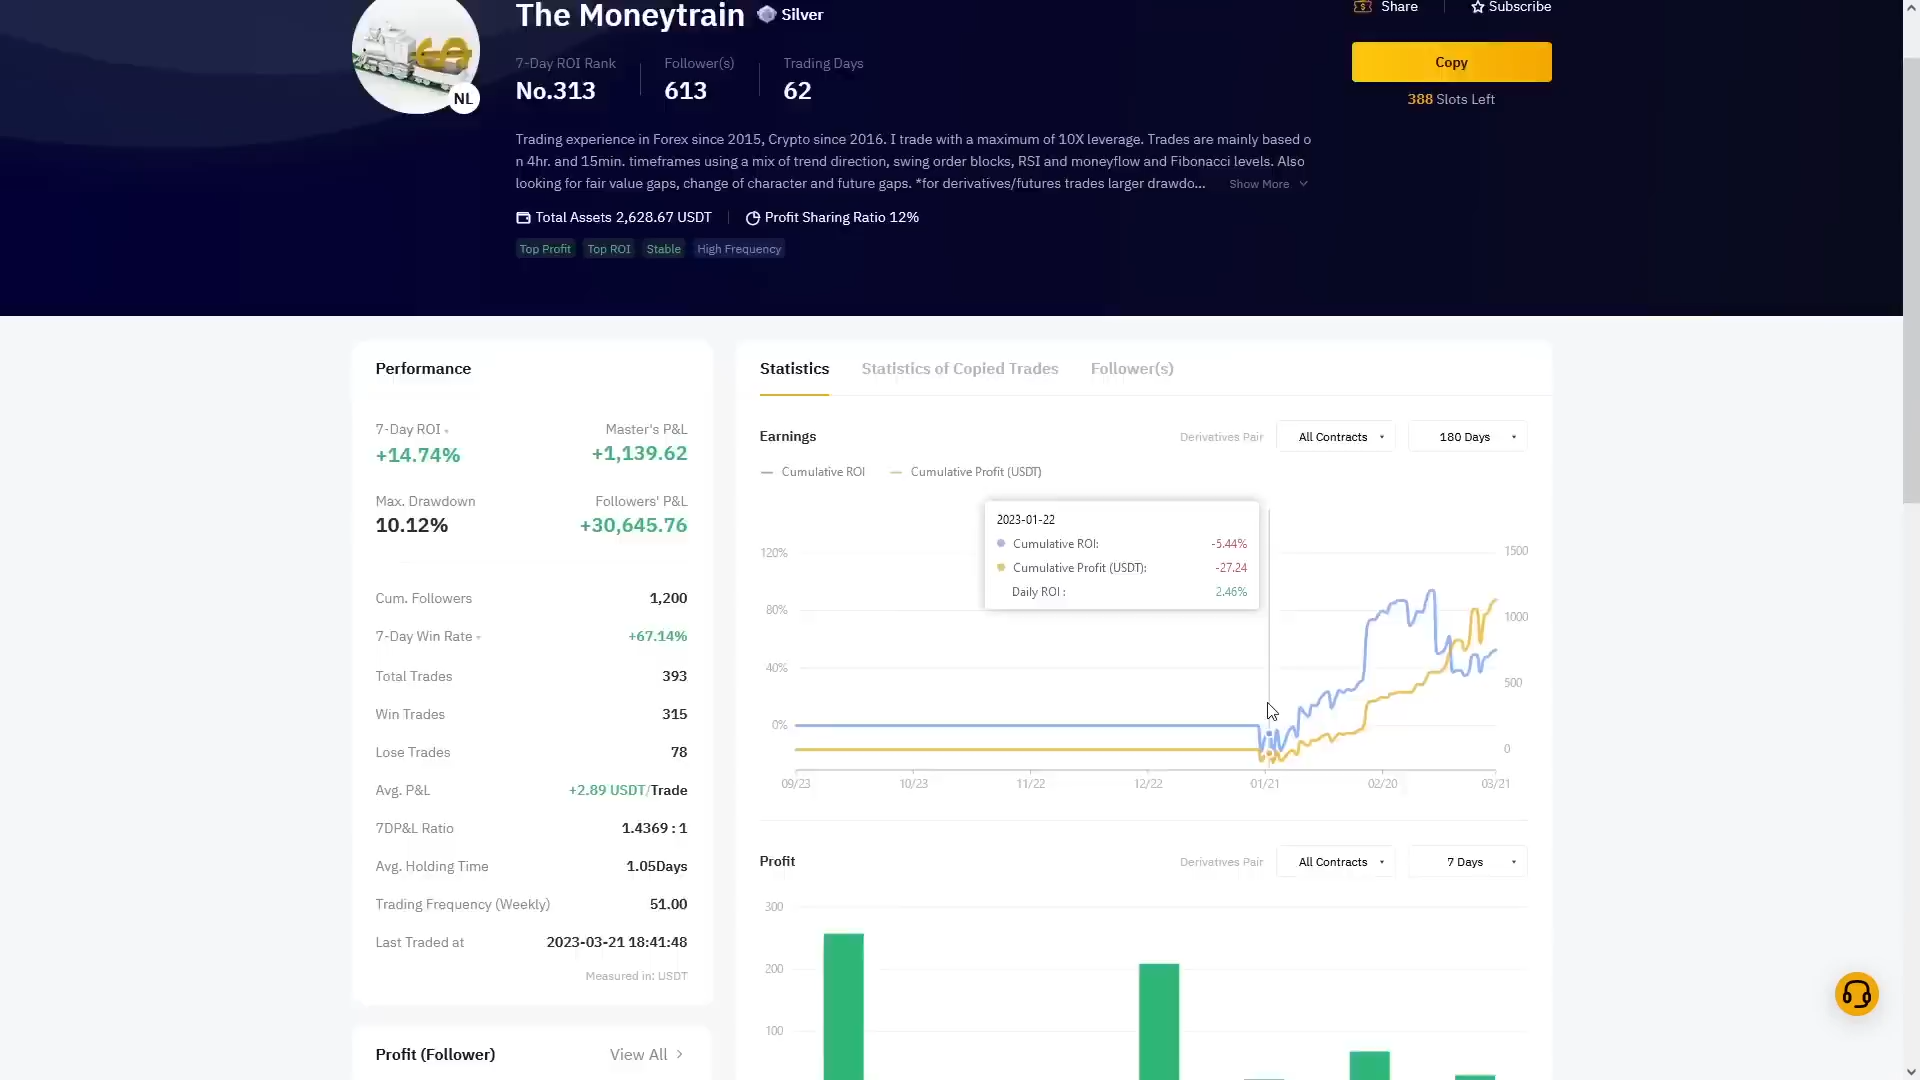 The Moneytrain
Silver
Share
Subscribe
NL
7-Day ROI Rank
Follower(s)
Trading Days
No.313
613
62
Copy
388 Slots Left
Trading experience in Forex since 2015, Crypto since 2016. I trade with a maximum of 10X leverage. Trades are mainly based o
n 4hr. and 15min. timeframes using a mix of trend direction, swing order blocks, RSI and moneyflow and Fibonacci levels. Also
looking for fair value gaps, change of character and future gaps. *for derivatives/futures trades larger drawdo...
Show More
Total Assets 2,628.67 USDT
Profit Sharing Ratio 12%
Top Profit
Top ROI
Stable
High Frequency
Performance
7-Day ROI
Master's P&L
+14.74%
+1,139.62
Max. Drawdown
Followers' P&L
10.12%
+30,645.76
Cum. Followers 1,200
7-Day Win Rate +67.14%
Total Trades 393
Win Trades 315
Lose Trades 78
Avg. P&L +2.89 USDT/Trade
7DP&L Ratio 1.4369 : 1
Avg. Holding Time 1.05Days
Trading Frequency (Weekly) 51.00
Last Traded at 2023-03-21 18:41:48
Measured in: USDT
Profit (Follower)
View All
Statistics
Statistics of Copied Trades
Follower(s)
Earnings
Derivatives Pair
All Contracts
180 Days
Cumulative ROI
Cumulative Profit (USDT)
2023-01-22
Cumulative ROI: -5.44%
Cumulative Profit (USDT): -27.24
Daily ROI : 2.46%
120%
80%
40%
0%
1500
1000
500
0
09/23
10/23
11/22
12/22
01/21
02/20
03/21
Profit
Derivatives Pair
All Contracts
7 Days
300
200
100